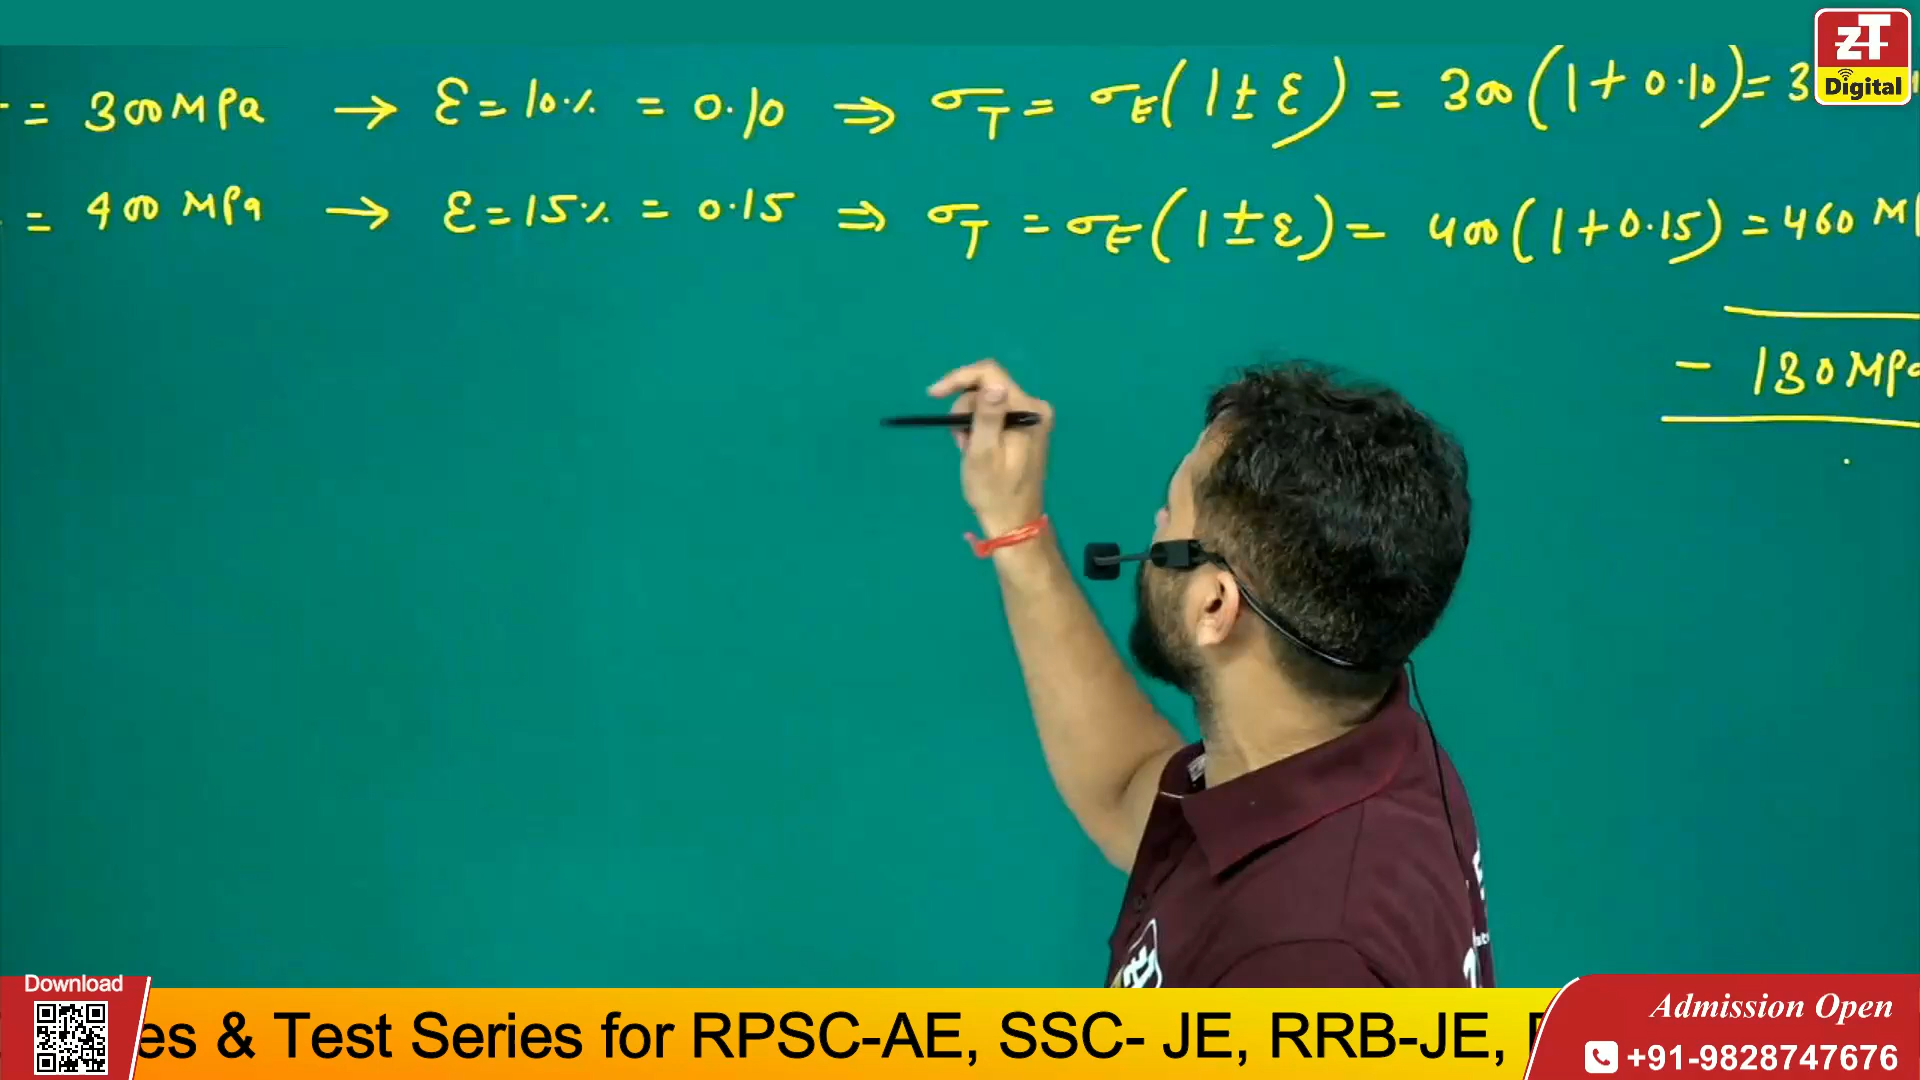 = 300 MPa → ε = 10% = 0.10 ⇒ σT = σE(1 ± ε) = 300(1 + 0.10) = 3
= 400 MPa → ε = 15% = 0.15 ⇒ σT = σE(1 ± ε) = 400(1 + 0.15) = 460 M
- 130 MPa
ZT
Digital
Download
es & Test Series for RPSC-AE, SSC- JE, RRB-JE,
Admission Open
+91-9828747676